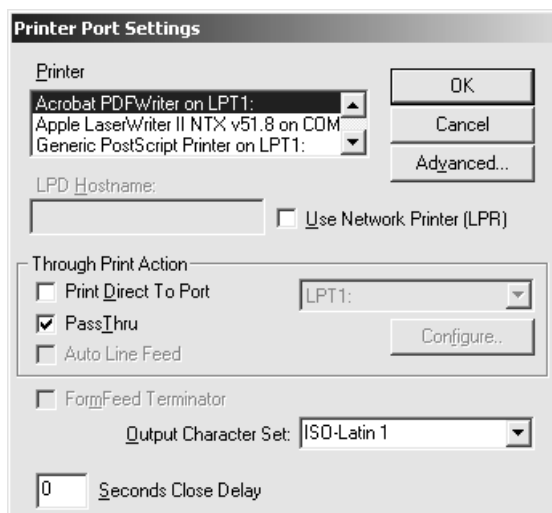 Printer Port Settings
Printer
Acrobat PDFWriter on LPT1:
Apple LaserWriter II NTX v51.8 on COM
Generic PostScript Printer on LPT1:
OK
Cancel
Advanced...
LPD Hostname:
Use Network Printer (LPR)
Through Print Action
Print Direct To Port
LPT1:
PassThru
Configure..
Auto Line Feed
FormFeed Terminator
Output Character Set: ISO-Latin 1
0 Seconds Close Delay